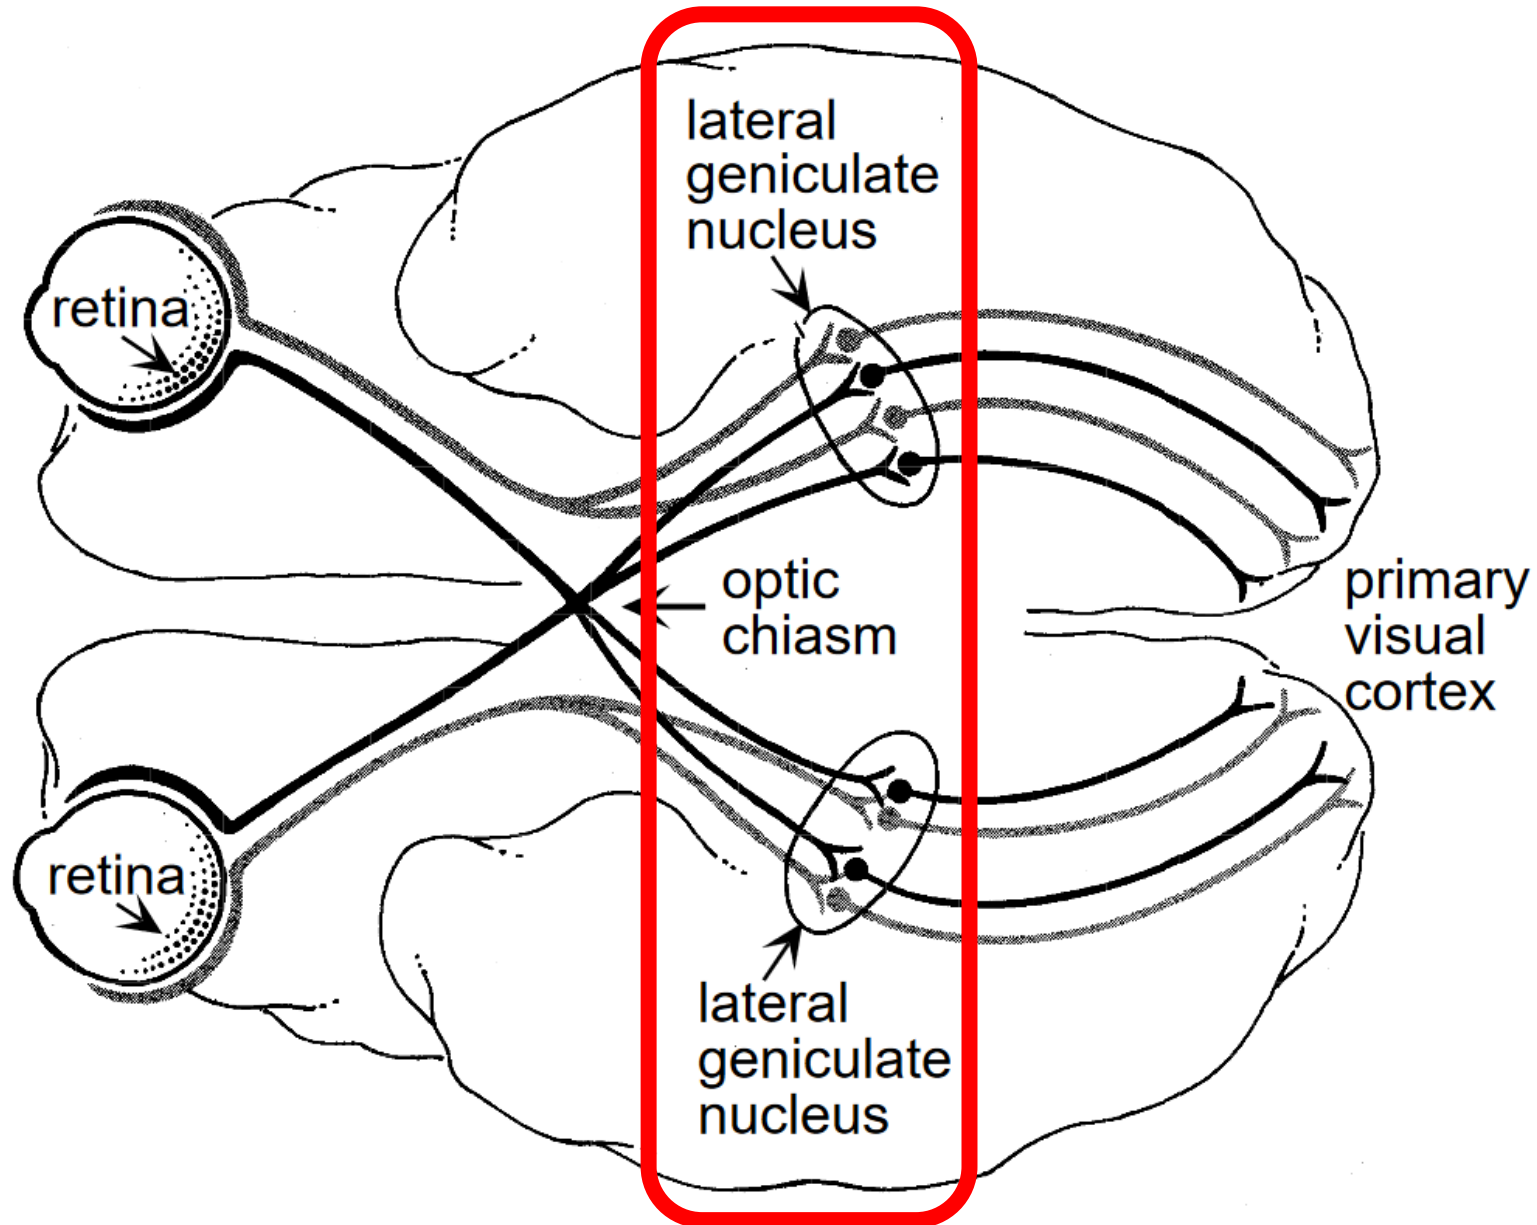 lateral
geniculate
nucleus
retina
optic
chiasm
primary
visual
cortex
retina
lateral
geniculate
nucleus